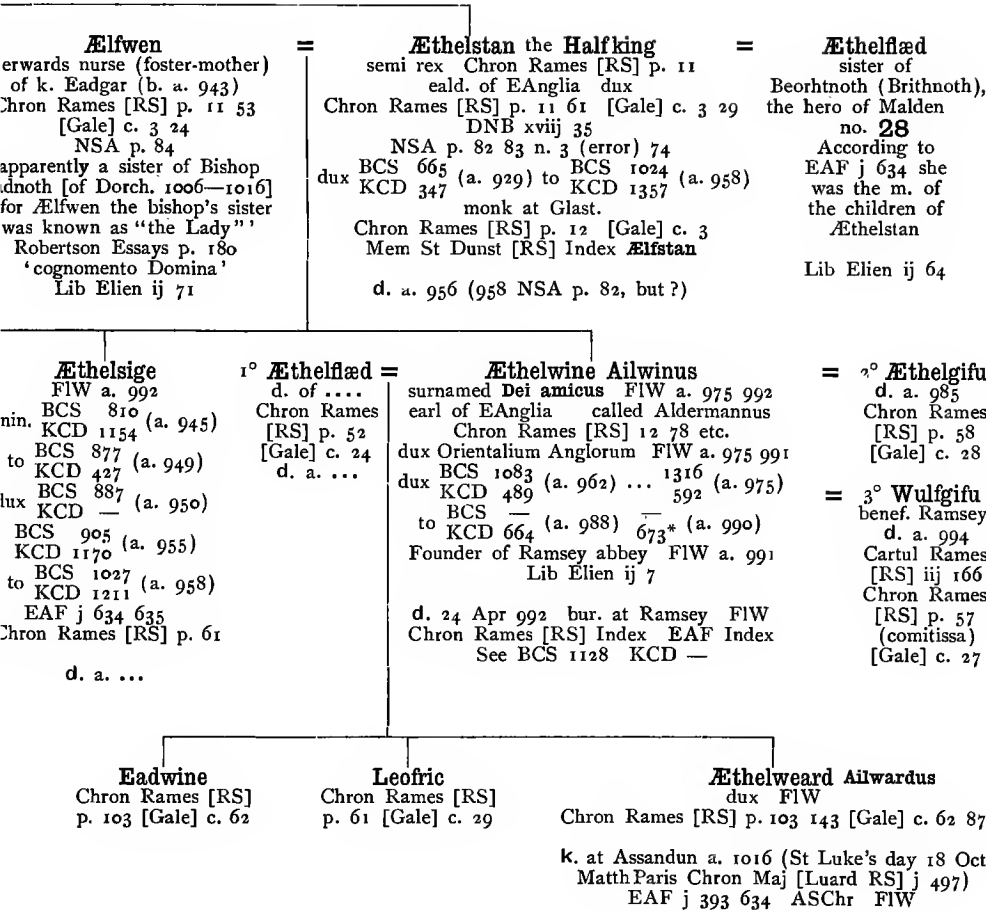 Ælfwen = Æthelstan the Halfking = Æthelflæd
erwards nurse (foster-mother)
of k. Eadgar (b. a. 943)
Chron Rames [RS] p. 11 53
[Gale] c. 3 24
NSA p. 84
apparently a sister of Bishop
adnoth [of Dorch. 1006—1016]
for Ælfwen the bishop's sister
was known as "the Lady"'
Robertson Essays p. 180
'cognomento Domina'
Lib Elien ij 71
semi rex Chron Rames [RS] p. 11
eald. of EAnglia dux
Chron Rames [RS] p. 11 61 [Gale] c. 3 29
DNB xviij 35
NSA p. 82 83 n. 3 (error) 74
dux BCS 665 KCD 347 (a. 929) to BCS 1024 KCD 1357 (a. 958)
monk at Glast.
Chron Rames [RS] p. 12 [Gale] c. 3
Mem St Dunst [RS] Index Ælfstan
d. a. 956 (958 NSA p. 82, but ?)
sister of
Beorhtnoth (Brithnoth),
the hero of Malden
no. 28
According to
EAF j 634 she
was the m. of
the children of
Æthelstan
Lib Elien ij 64
Æthelsige
FlW a. 992
min. BCS 810 KCD 1154 (a. 945)
to BCS 877 KCD 427 (a. 949)
dux BCS 887 KCD — (a. 950)
BCS 905 KCD 1170 (a. 955)
to BCS 1027 KCD 1211 (a. 958)
EAF j 634 635
Chron Rames [RS] p. 61
d. a. ...
1° Æthelflæd =
d. of ....
Chron Rames
[RS] p. 52
[Gale] c. 24
d. a. ...
Æthelwine Ailwinus
surnamed Dei amicus FlW a. 975 992
earl of EAnglia called Aldermannus
Chron Rames [RS] 12 78 etc.
dux Orientalium Anglorum FlW a. 975 991
dux BCS 1083 KCD 489 (a. 962) ... 1316 592 (a. 975)
to BCS — KCD 664 (a. 988) — 673* (a. 990)
Founder of Ramsey abbey FlW a. 991
Lib Elien ij 7
d. 24 Apr 992 bur. at Ramsey FlW
Chron Rames [RS] Index EAF Index
See BCS 1128 KCD —
= 2° Æthelgifu
d. a. 985
Chron Rames
[RS] p. 58
[Gale] c. 28
= 3° Wulfgifu
benef. Ramsey
d. a. 994
Cartul Rames
[RS] iij 166
Chron Rames
[RS] p. 57
(comitissa)
[Gale] c. 27
Eadwine
Chron Rames [RS]
p. 103 [Gale] c. 62
Leofric
Chron Rames [RS]
p. 61 [Gale] c. 29
Æthelweard Ailwardus
dux FlW
Chron Rames [RS] p. 103 143 [Gale] c. 62 87
k. at Assandun a. 1016 (St Luke's day 18 Oct
Matth Paris Chron Maj [Luard RS] j 497)
EAF j 393 634 ASChr FlW